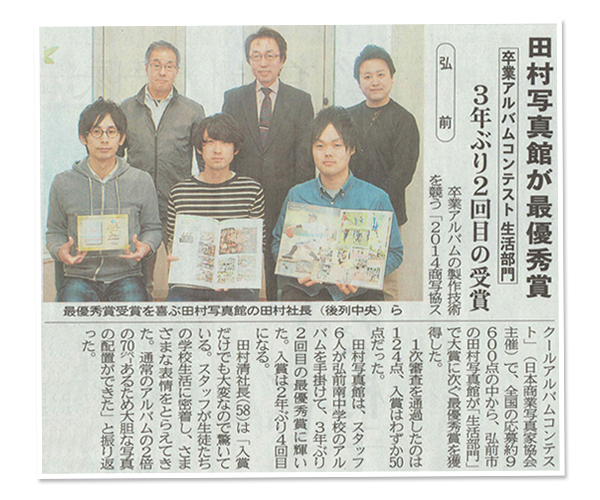 田村写真館が最優秀賞
卒業アルバムコンテスト 生活部門
3年ぶり2回目の受賞
弘前
卒業アルバムの製作技術
を競う「2014商写協ス
クールアルバムコンテス
ト」(日本商業写真家協会
主催)で、全国の応募約9
600点の中から、弘前市
の田村写真館が「生活部門」
で大賞に次ぐ最優秀賞を獲
得した。
1次審査を通過したのは
124点、入賞はわずか50
点だった。
田村写真館は、スタッフ
6人が弘前南中学校のアル
バムを手掛けて、3年ぶり
2回目の最優秀賞に輝い
た。入賞は2年ぶり4回目
になる。
田村清社長(58)は「入賞
だけでも大変なので驚いて
いる。スタッフが生徒たち
の学校生活に密着し、さま
ざまな表情をとらえてき
た。通常のアルバムの2倍
の70㌻あるため大胆な写真
の配置ができた」と振り返
った。
最優秀賞受賞を喜ぶ田村写真館の田村社長(後列中央)ら